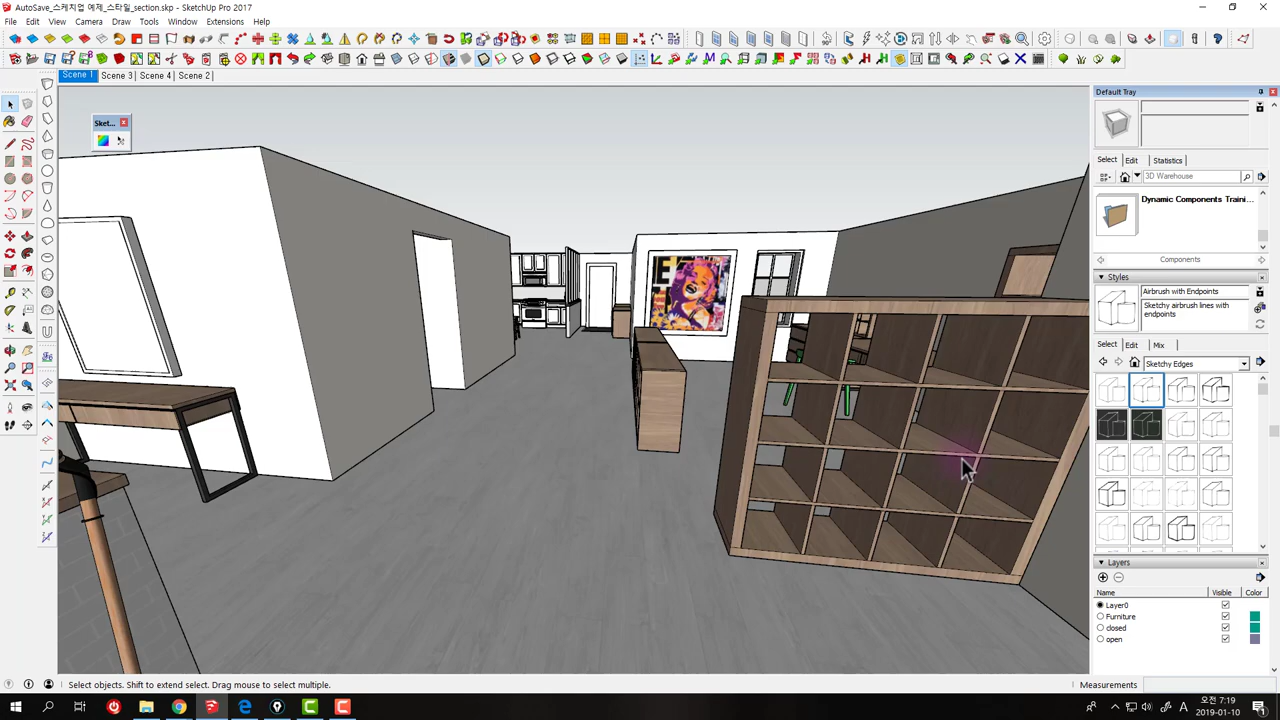 AutoSave_스케치업 예제_스타일_section.skp - SketchUp Pro 2017
File Edit View Camera Draw Tools Window Extensions Help
Scene 1 Scene 3 Scene 4 Scene 2
Sket...
Default Tray
Select Edit Statistics
3D Warehouse
Dynamic Components Traini...
Components
Styles
Airbrush with Endpoints
Sketchy airbrush lines with
endpoints
Select Edit Mix
Sketchy Edges
Layers
Name Visible Color
Layer0
Furniture
closed
open
Select objects. Shift to extend select. Drag mouse to select multiple.
Measurements
A
오전 7:19
2019-01-10